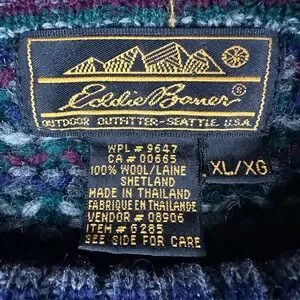 Eddie Bauer
OUTDOOR OUTFITTER-SEATTLE, U.S.A.
WPL # 9647
CA # 00665
100% WOOL/LAINE
SHETLAND
MADE IN THAILAND
FABRIQUE EN THAILANDE
VENDOR # 08906
ITEM # G285
SEE SIDE FOR CARE
XL/XG